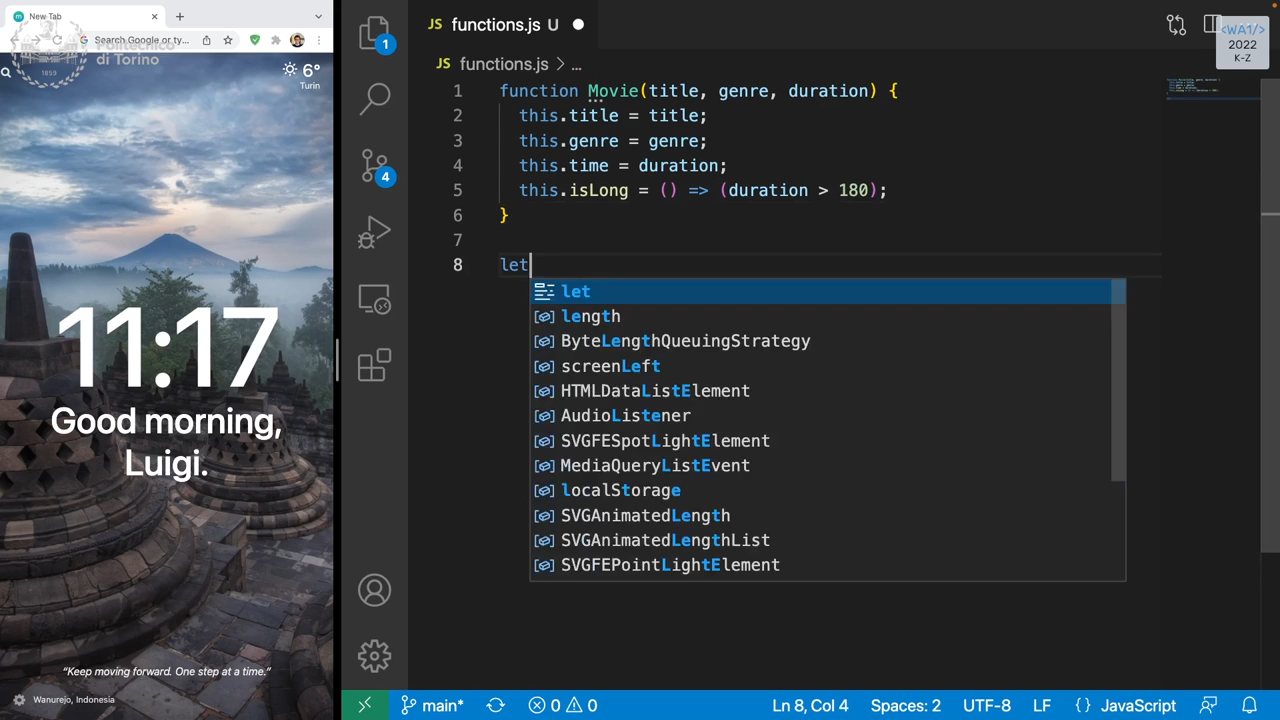 New Tab
Search Google or ty...
Politecnico
di Torino
1859
6°
Turin
11:17
Good morning,
Luigi.
“Keep moving forward. One step at a time.”
Wanurejo, Indonesia
1
4
JS functions.js U
JS functions.js > ...
<WA1/>
2022
K-Z
1 function Movie(title, genre, duration) {
2 this.title = title;
3 this.genre = genre;
4 this.time = duration;
5 this.isLong = () => (duration > 180);
6 }
7
8 let
let
length
ByteLengthQueuingStrategy
screenLeft
HTMLDataListElement
AudioListener
SVGFESpotLightElement
MediaQueryListEvent
localStorage
SVGAnimatedLength
SVGAnimatedLengthList
SVGFEPointLightElement
main* 0 0 Ln 8, Col 4 Spaces: 2 UTF-8 LF {} JavaScript